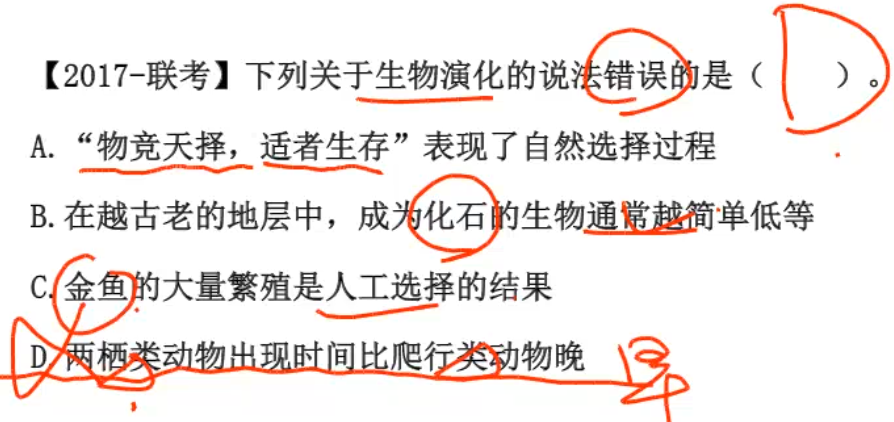 【2017-联考】下列关于生物演化的说法错误的是（ D ）。
A. “物竞天择，适者生存”表现了自然选择过程
B. 在越古老的地层中，成为化石的生物通常越简单低等
C. 金鱼的大量繁殖是人工选择的结果
D. 两栖类动物出现时间比爬行类动物晚 早